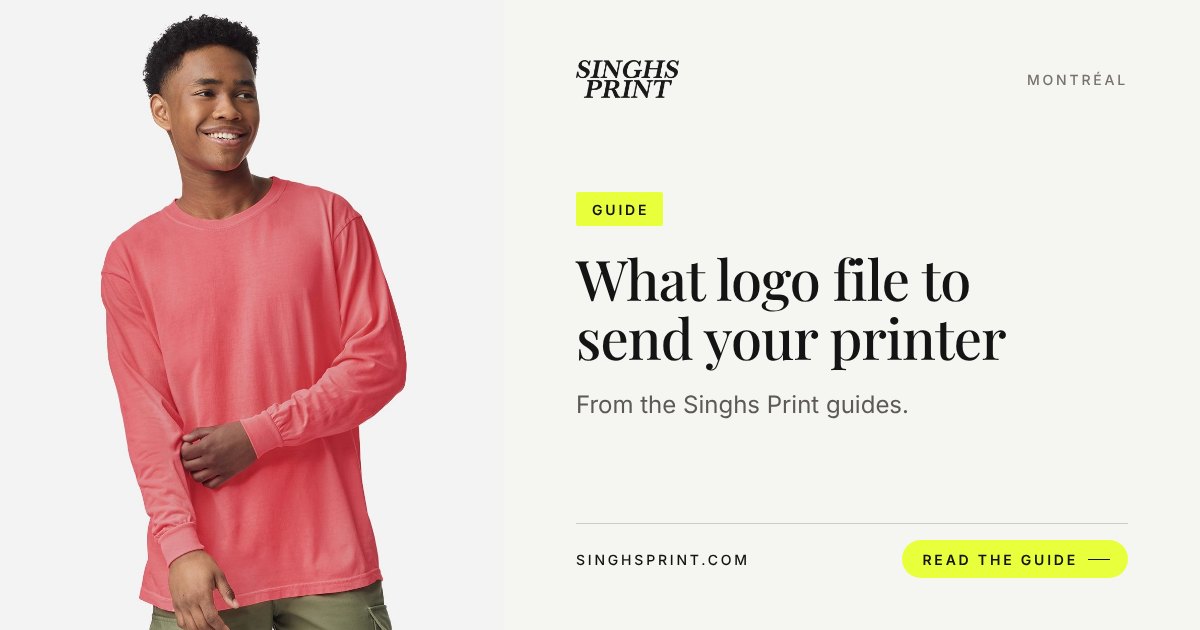 SINGHS
PRINT
MONTRÉAL
GUIDE
What logo file to
send your printer
From the Singhs Print guides.
SINGHSPRINT.COM
READ THE GUIDE —